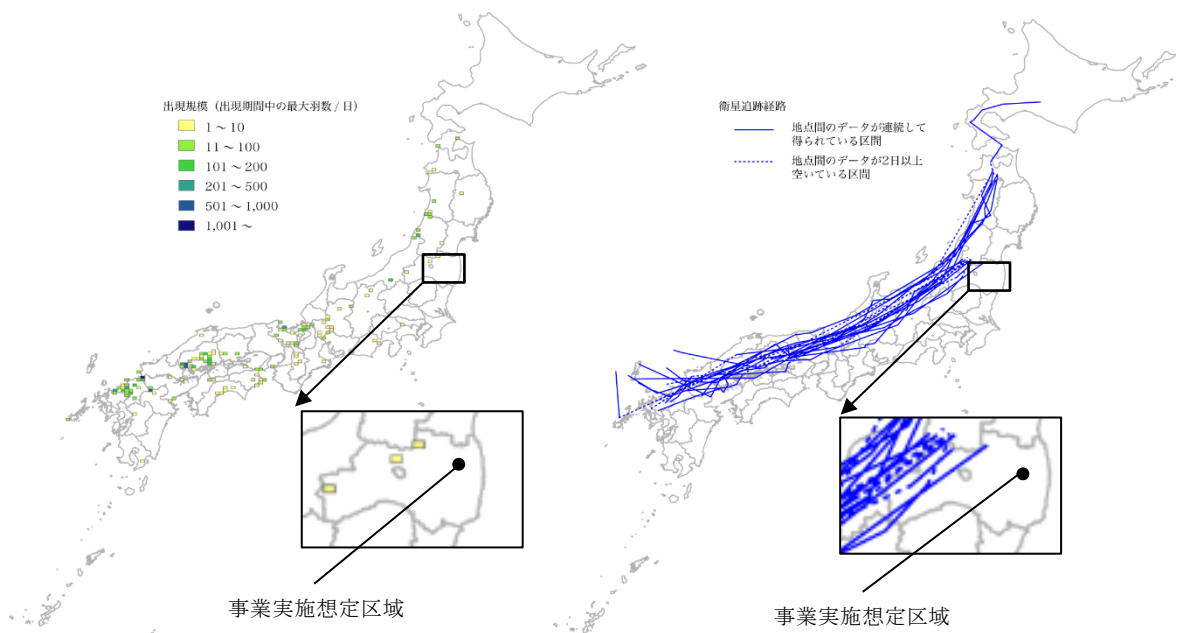 出現規模（出現期間中の最大羽数 / 日）
1 ～ 10
11 ～ 100
101 ～ 200
201 ～ 500
501 ～ 1,000
1,001 ～
事業実施想定区域
衛星追跡経路
地点間のデータが連続して
得られている区間
地点間のデータが2日以上
空いている区間
事業実施想定区域